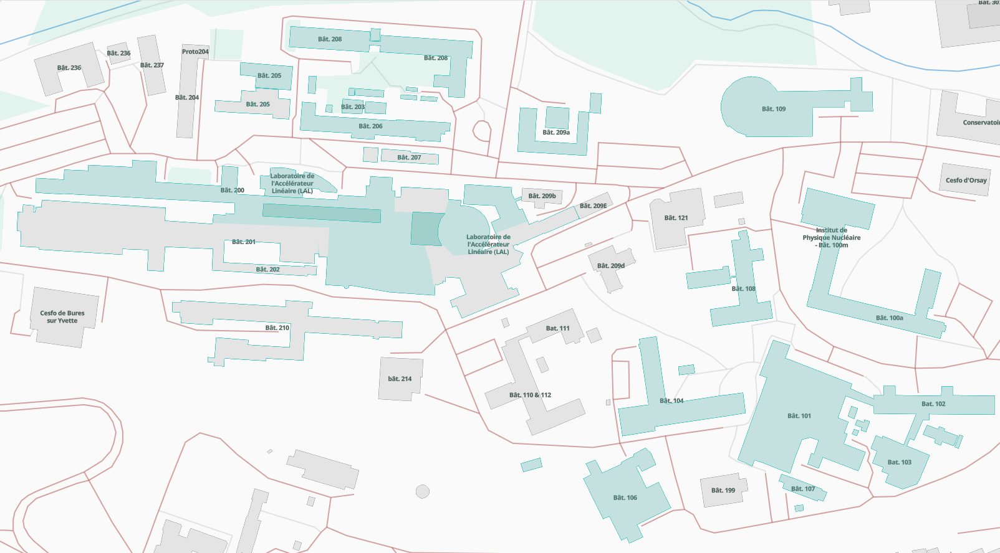 Bât. 30
Bât. 208
Bât. 236
Proto204
Bât. 208
Bât. 236
Bât. 237
Bât. 205
Bât. 204
Bât. 205
Bât. 203
Bât. 109
Bât. 206
Conservatoir
Bât. 209a
Bât. 207
Laboratoire de
l'Accélérateur
Linéaire (LAL)
Cesfo d'Orsay
Bât. 200
Bât. 209b
Bât. 209E
Bât. 121
Institut de
Physique Nucléaire
- Bât. 100m
Laboratoire de
l'Accélérateur
Linéaire (LAL)
Bât. 201
Bât. 209d
Bât. 202
Bât. 108
Cesfo de Bures
sur Yvette
Bât. 100a
Bât. 210
Bat. 111
bât. 214
Bât. 110 & 112
Bât. 104
Bat. 102
Bât. 101
Bat. 103
Bât. 107
Bât. 199
Bât. 106